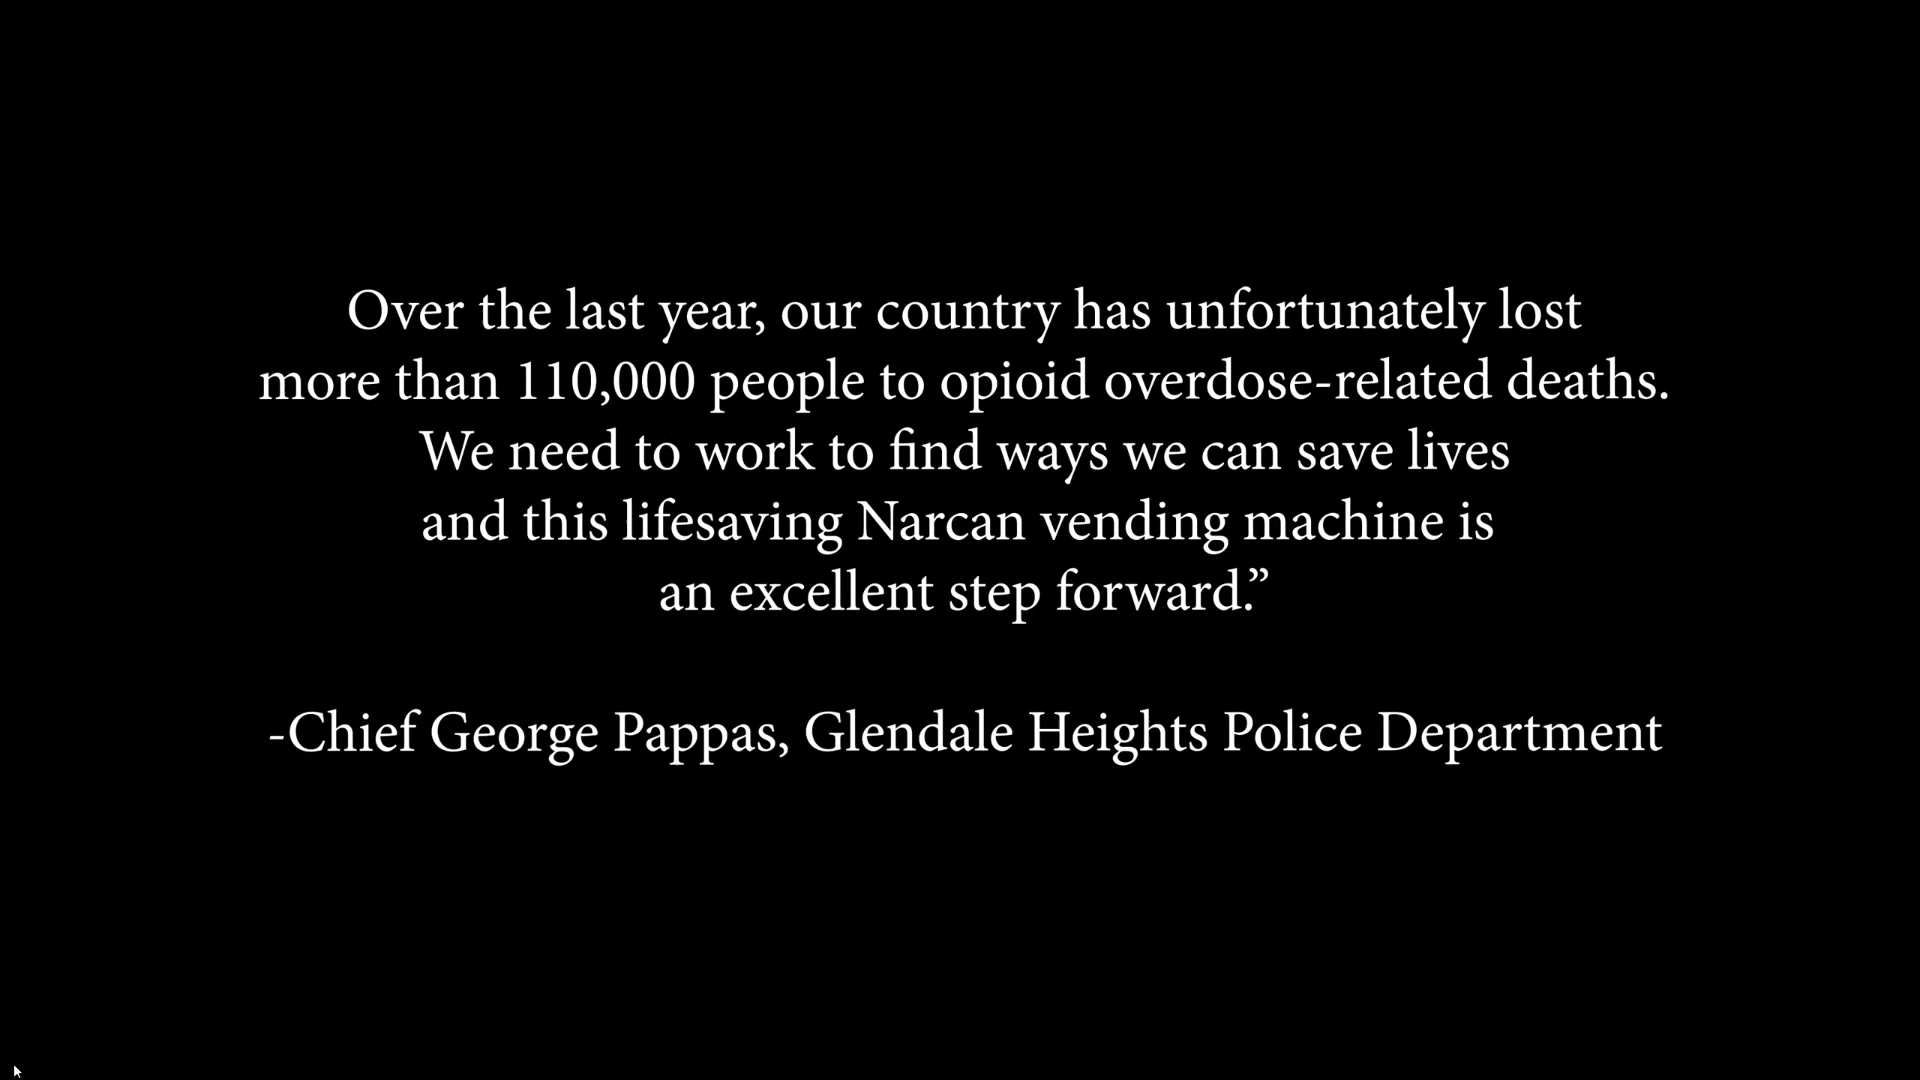 Over the last year, our country has unfortunately lost
more than 110,000 people to opioid overdose-related deaths.
We need to work to find ways we can save lives
and this lifesaving Narcan vending machine is
an excellent step forward.”
-Chief George Pappas, Glendale Heights Police Department